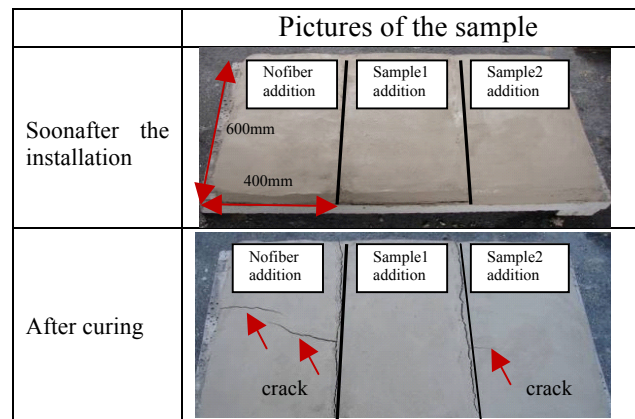 Pictures of the sample
Soonafter the
installation
Nofiber
addition
Sample1
addition
Sample2
addition
600mm
400mm
After curing
Nofiber
addition
Sample1
addition
Sample2
addition
crack
crack